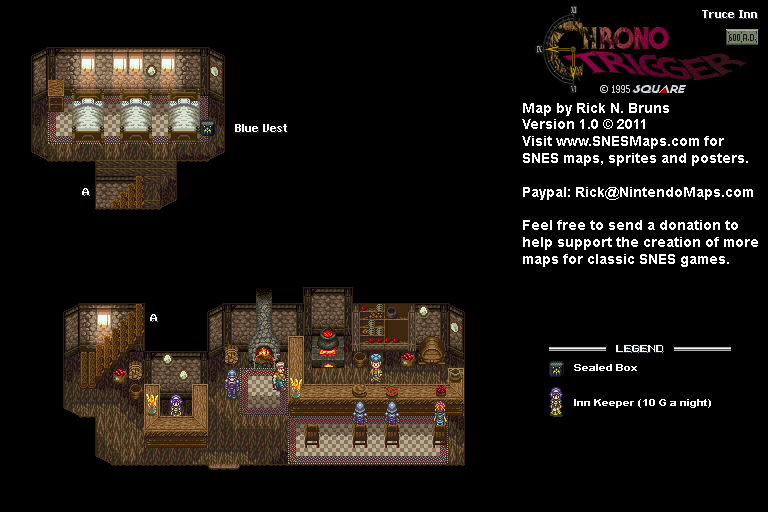 Truce Inn
600 A.D.
CHRONO
TRIGGER
© 1995 SQUARE
Map by Rick N. Bruns
Version 1.0 © 2011
Visit www.SNESMaps.com for
SNES maps, sprites and posters.
Paypal: Rick@NintendoMaps.com
Feel free to send a donation to
help support the creation of more
maps for classic SNES games.
Blue Vest
A
A
LEGEND
Sealed Box
Inn Keeper (10 G a night)